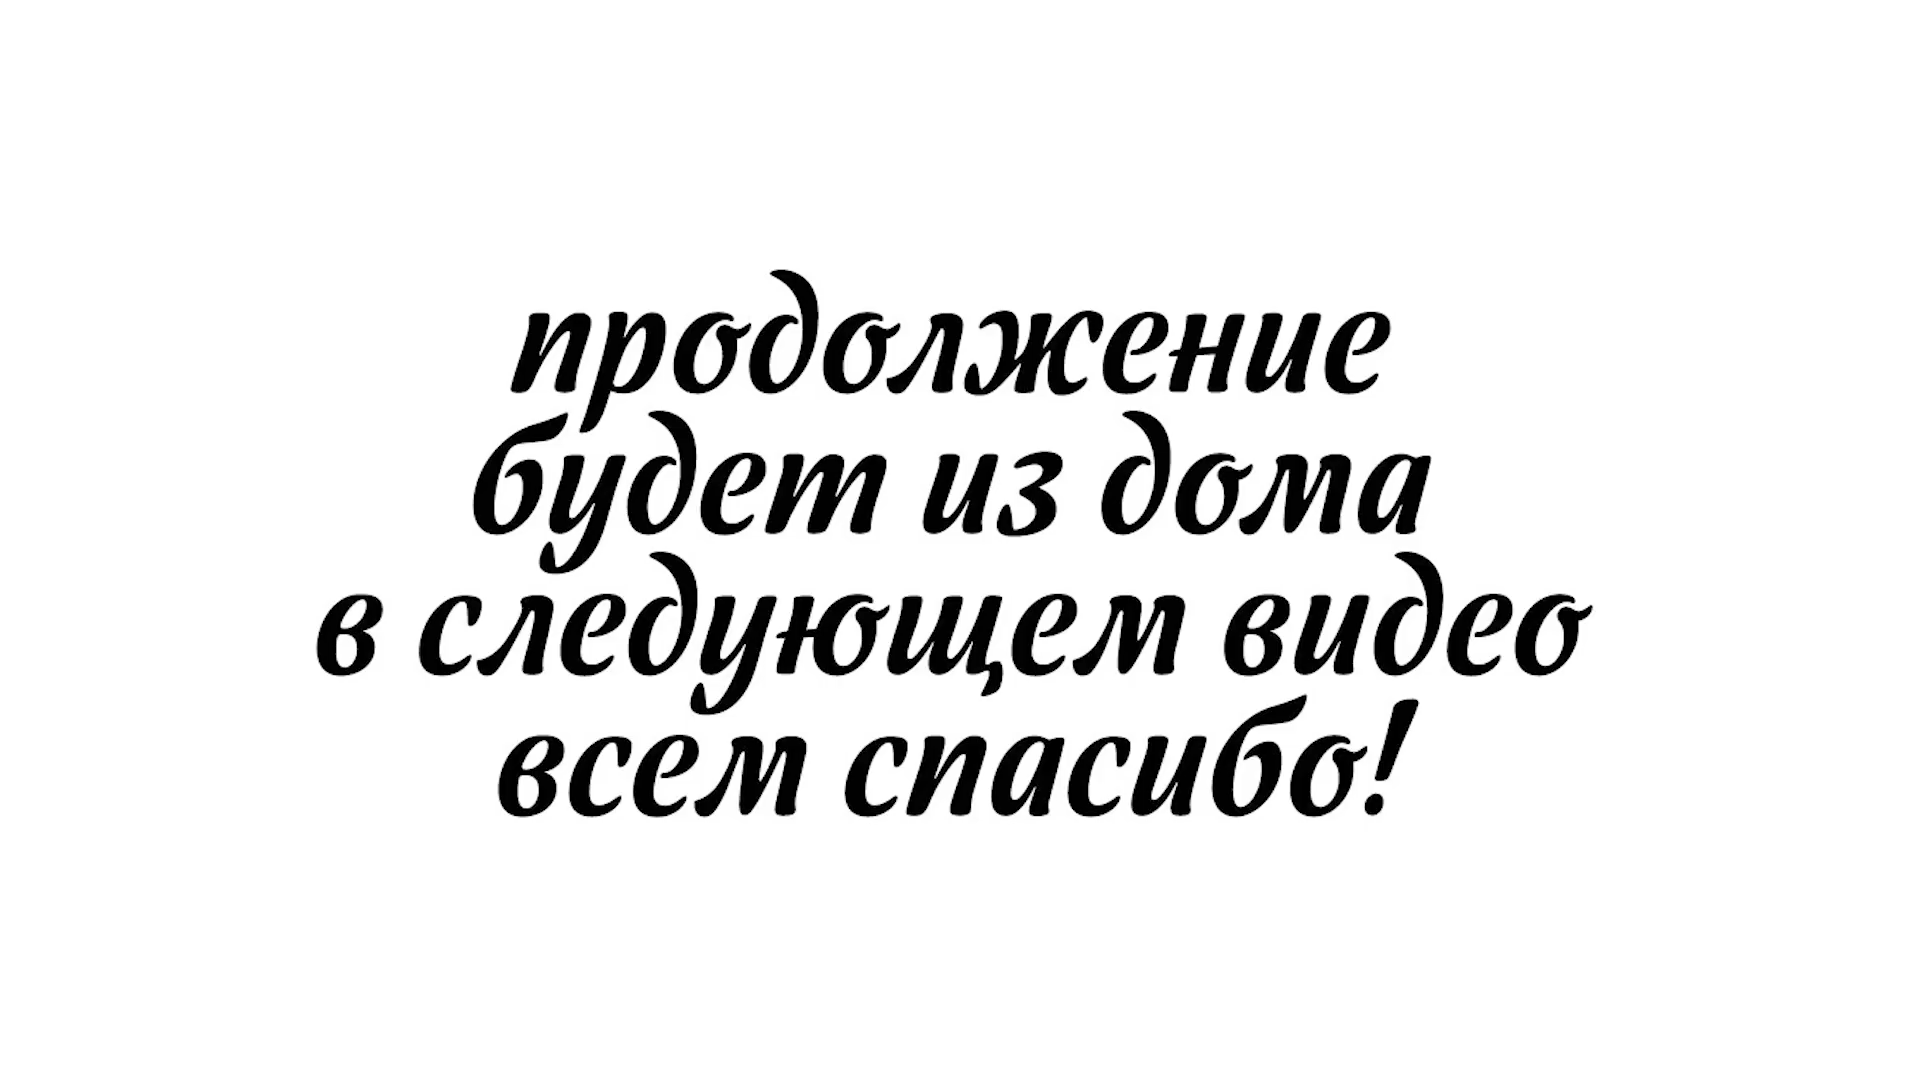 продолжение
будет из дома
в следующем видео
всем спасибо!